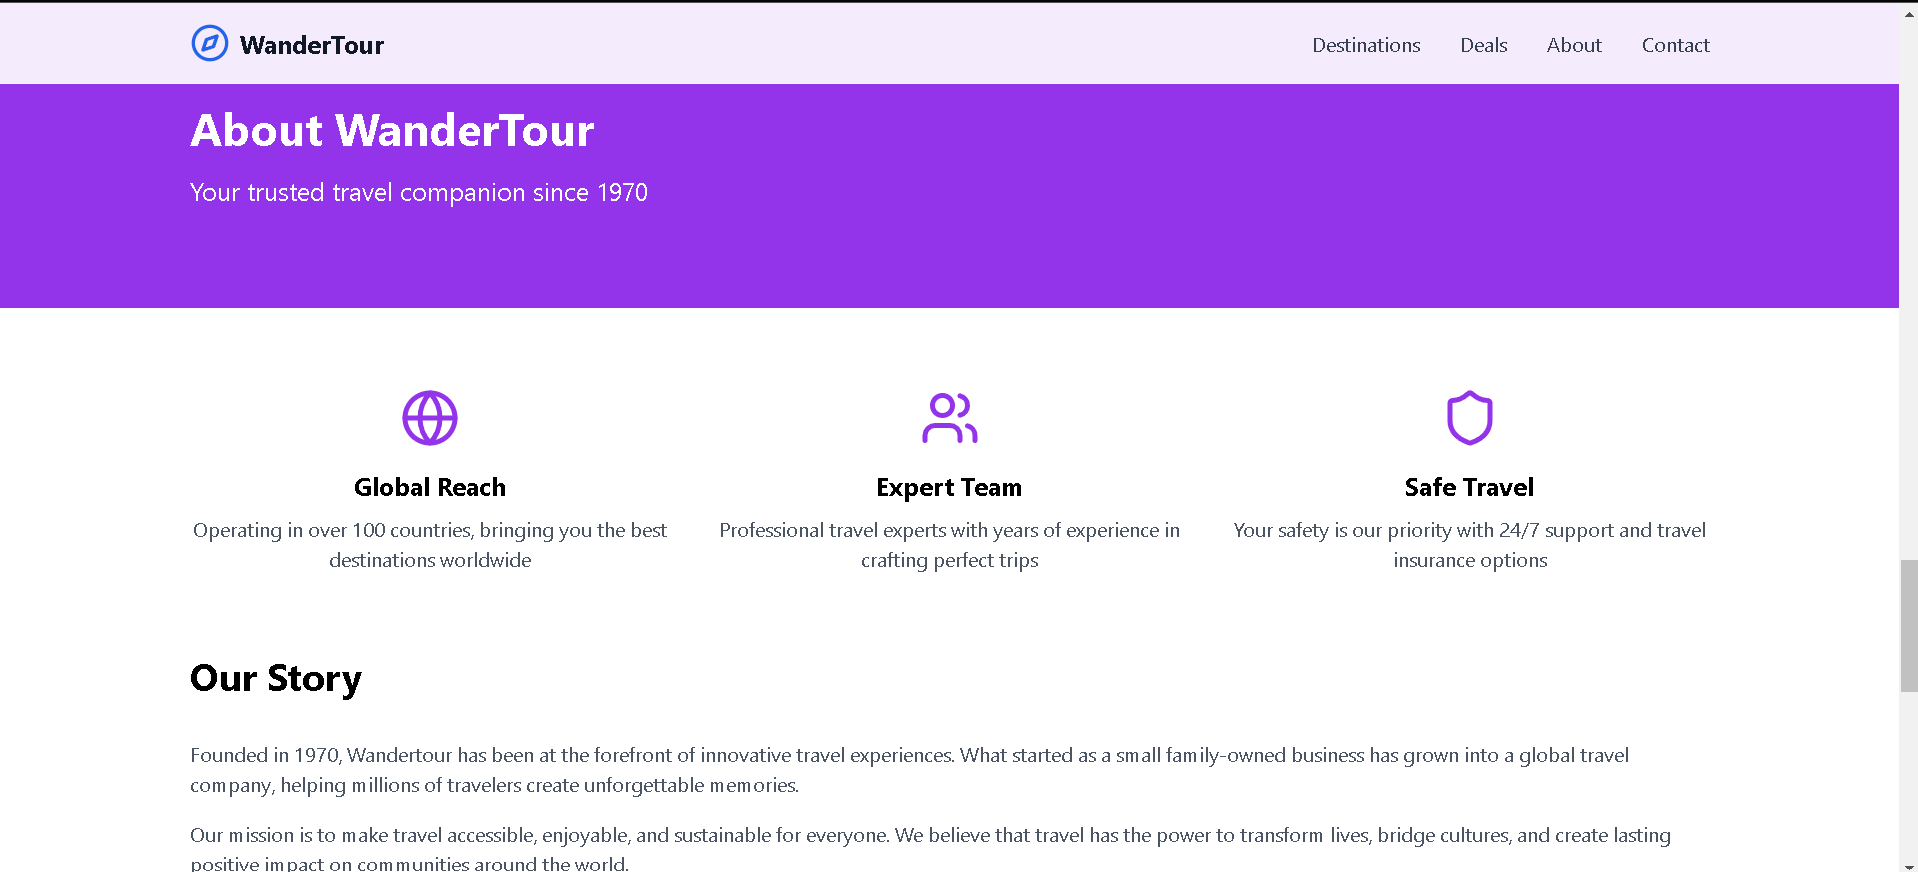 WanderTour
Destinations
Deals
About
Contact
About WanderTour
Your trusted travel companion since 1970
Global Reach
Operating in over 100 countries, bringing you the best
destinations worldwide
Expert Team
Professional travel experts with years of experience in
crafting perfect trips
Safe Travel
Your safety is our priority with 24/7 support and travel
insurance options
Our Story
Founded in 1970, Wandertour has been at the forefront of innovative travel experiences. What started as a small family-owned business has grown into a global travel
company, helping millions of travelers create unforgettable memories.
Our mission is to make travel accessible, enjoyable, and sustainable for everyone. We believe that travel has the power to transform lives, bridge cultures, and create lasting
positive impact on communities around the world.